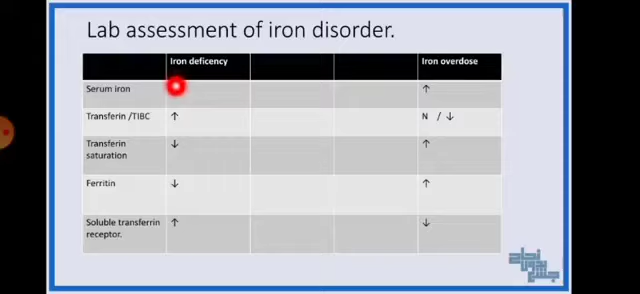 Lab assessment of iron disorder.
Iron deficency Iron overdose
Serum iron ↑
Transferin /TIBC ↑ N / ↓
Transferin
saturation ↓ ↑
Ferritin ↓ ↑
Soluble transferrin
receptor. ↑ ↓